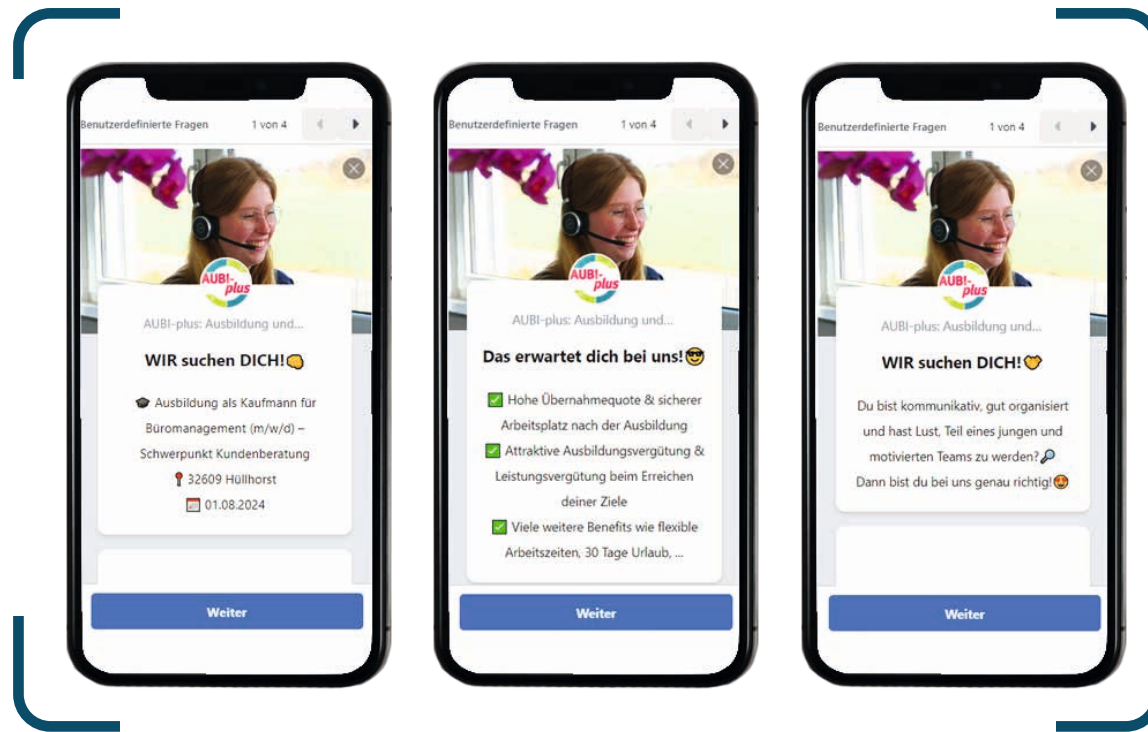 Benutzerdefinierte Fragen 1 von 4
AUBI-plus
AUBI-plus: Ausbildung und...
WIR suchen DICH!👊
🎓 Ausbildung als Kaufmann für
Büromanagement (m/w/d) –
Schwerpunkt Kundenberatung
📍 32609 Hüllhorst
📅 01.08.2024
Weiter
Benutzerdefinierte Fragen 1 von 4
AUBI-plus
AUBI-plus: Ausbildung und...
Das erwartet dich bei uns!😎
✅ Hohe Übernahmequote & sicherer
Arbeitsplatz nach der Ausbildung
✅ Attraktive Ausbildungsvergütung &
Leistungsvergütung beim Erreichen
deiner Ziele
✅ Viele weitere Benefits wie flexible
Arbeitszeiten, 30 Tage Urlaub, ...
Weiter
Benutzerdefinierte Fragen 1 von 4
AUBI-plus
AUBI-plus: Ausbildung und...
WIR suchen DICH!
Du bist kommunikativ, gut organisiert
und hast Lust, Teil eines jungen und
motivierten Teams zu werden?🔎
Dann bist du bei uns genau richtig!🤩
Weiter